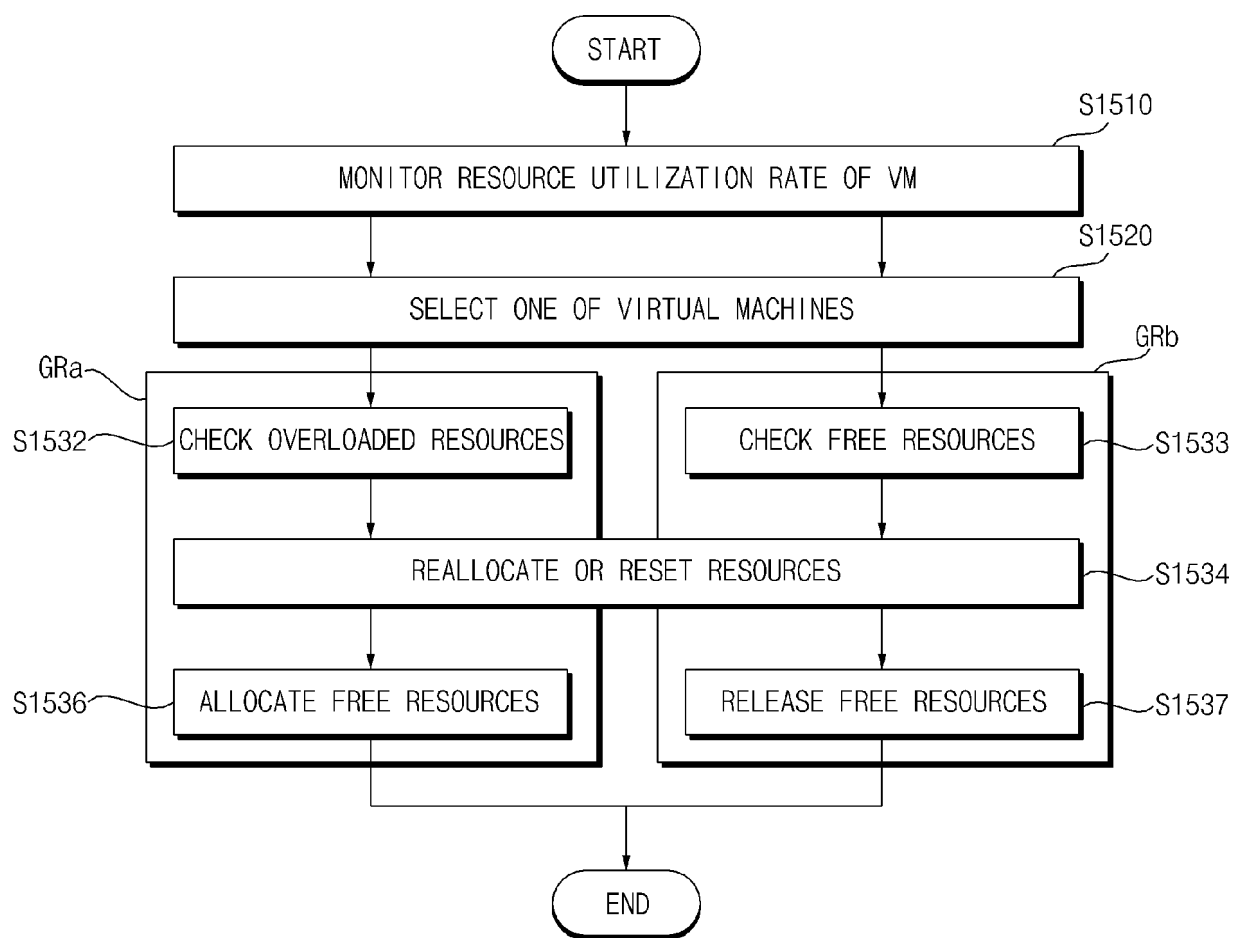 START
S1510
MONITOR RESOURCE UTILIZATION RATE OF VM
S1520
SELECT ONE OF VIRTUAL MACHINES
GRa
GRb
S1532
CHECK OVERLOADED RESOURCES
CHECK FREE RESOURCES
S1533
REALLOCATE OR RESET RESOURCES
S1534
S1536
ALLOCATE FREE RESOURCES
RELEASE FREE RESOURCES
S1537
END